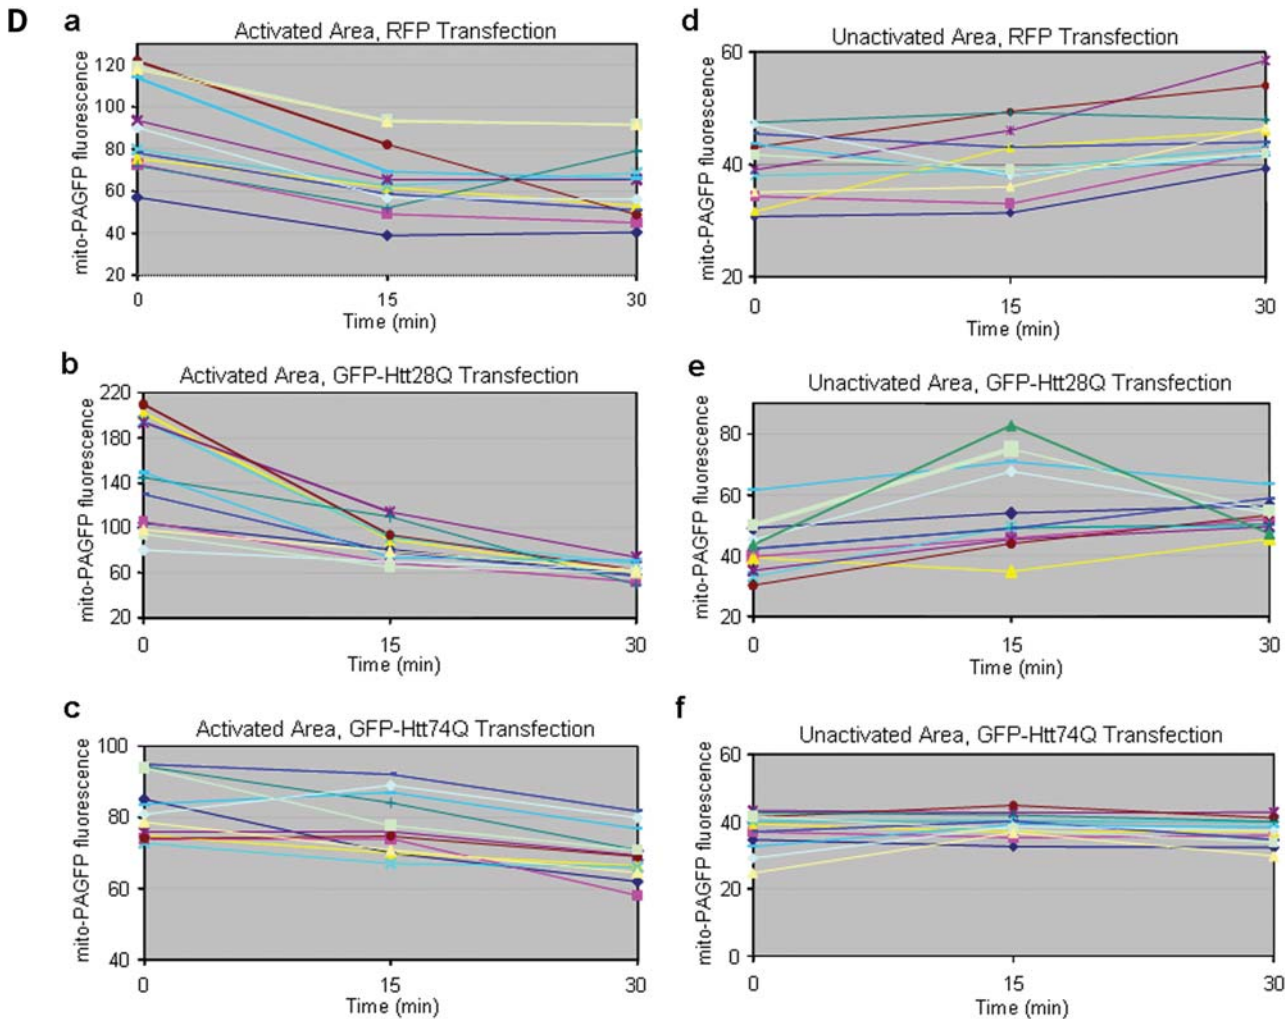 D
a
Activated Area, RFP Transfection
mito-PAGFP fluorescence
120
100
80
60
40
20
0 15 30
Time (min)
d
Unactivated Area, RFP Transfection
mito-PAGFP fluorescence
60
40
20
0 15 30
Time (min)
b
Activated Area, GFP-Htt28Q Transfection
mito-PAGFP fluorescence
220
180
140
100
60
20
0 15 30
Time (min)
e
Unactivated Area, GFP-Htt28Q Transfection
mito-PAGFP fluorescence
80
60
40
20
0 15 30
Time (min)
c
Activated Area, GFP-Htt74Q Transfection
mito-PAGFP fluorescence
100
80
60
40
0 15 30
Time (min)
f
Unactivated Area, GFP-Htt74Q Transfection
mito-PAGFP fluorescence
60
40
20
0
0 15 30
Time (min)